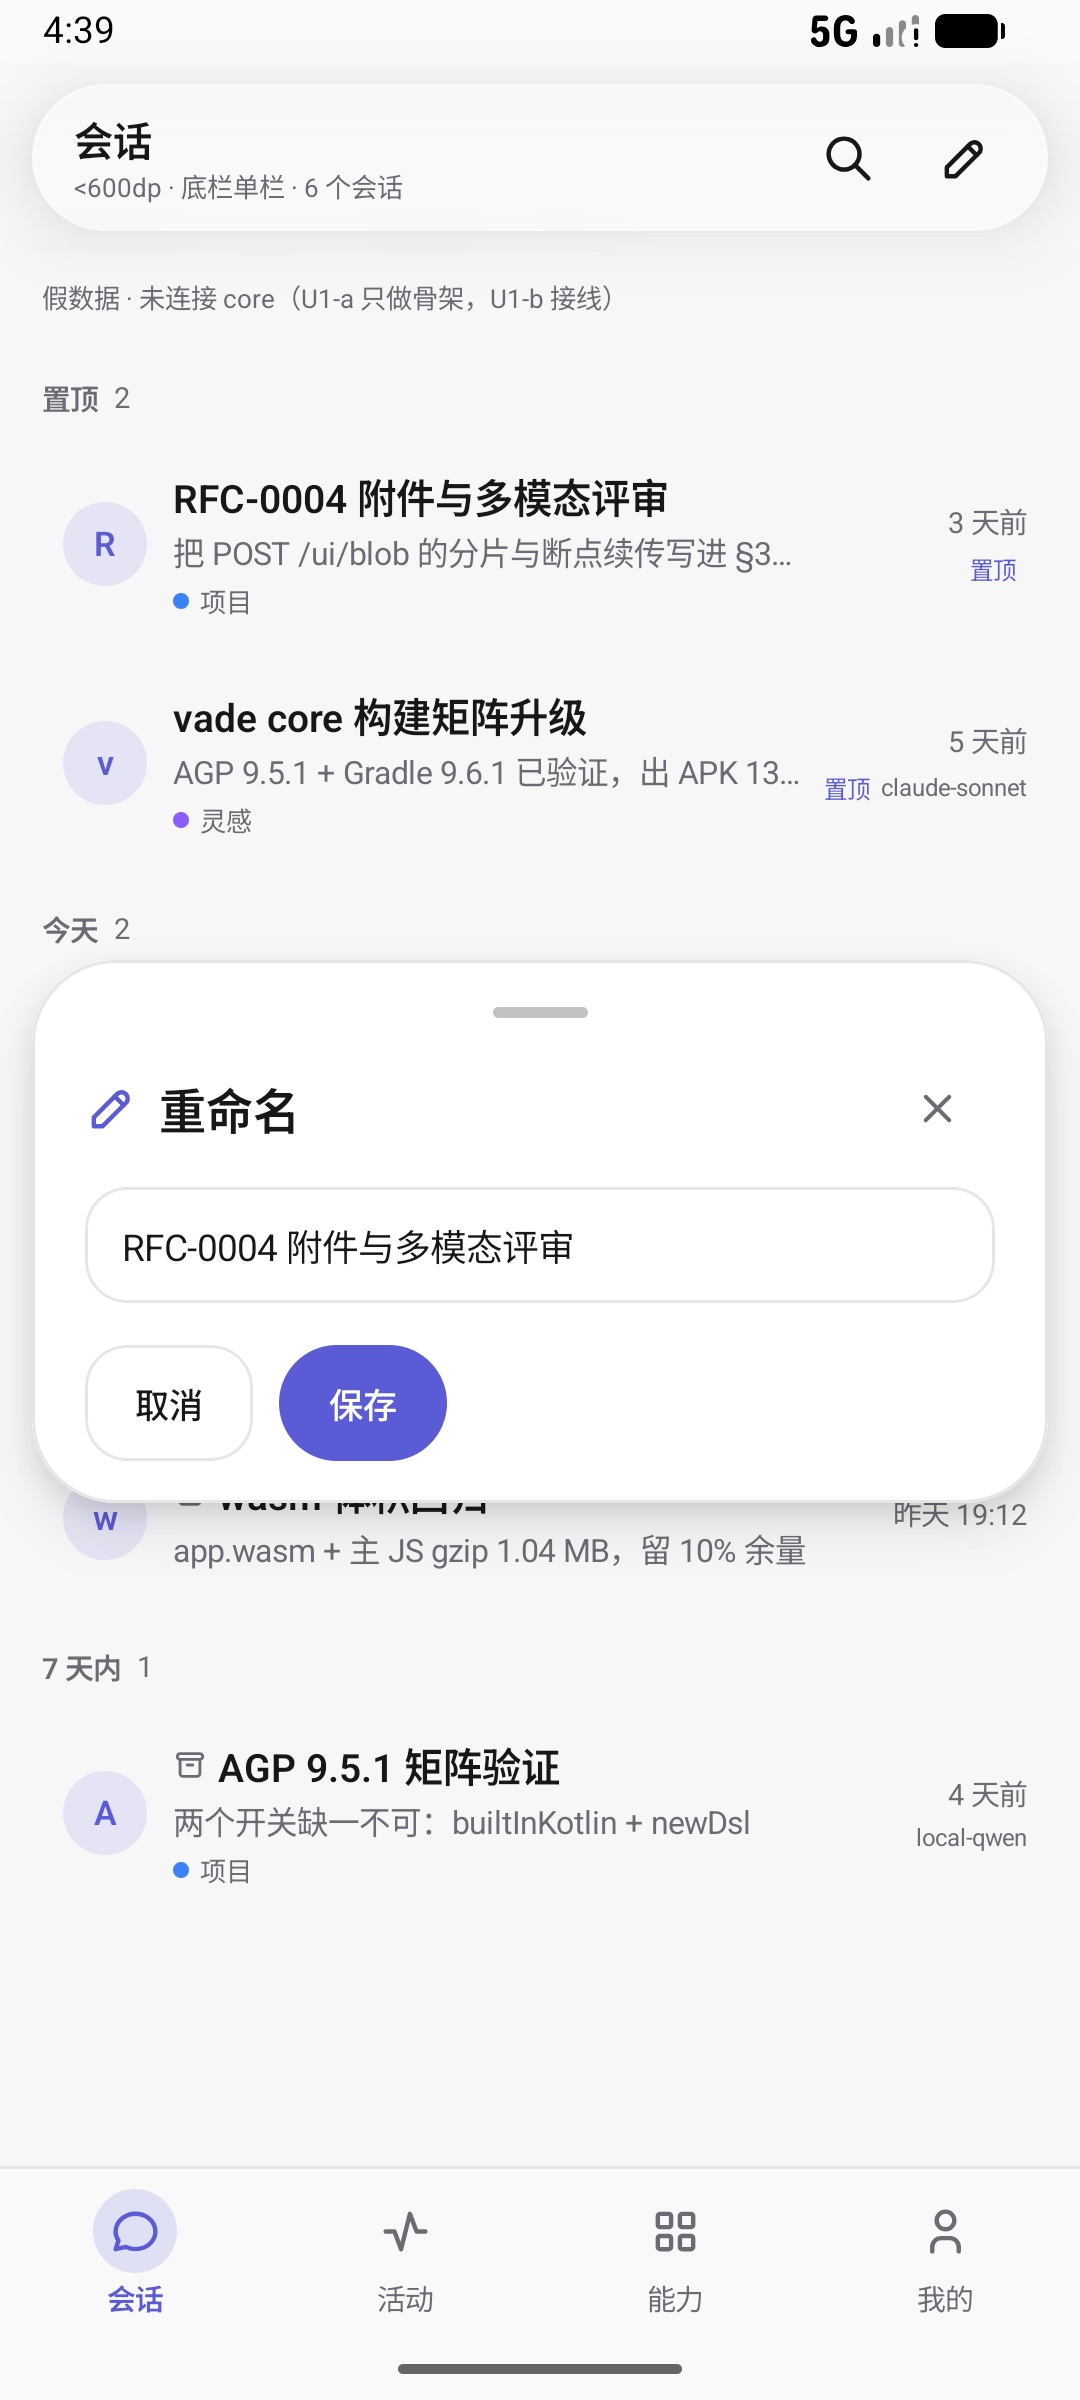 4:39
5G
会话
<600dp · 底栏单栏 · 6 个会话
假数据 · 未连接 core（U1-a 只做骨架，U1-b 接线）
置顶 2
R
RFC-0004 附件与多模态评审
把 POST /ui/blob 的分片与断点续传写进 §3...
项目
3 天前
置顶
v
vade core 构建矩阵升级
AGP 9.5.1 + Gradle 9.6.1 已验证，出 APK 13...
灵感
5 天前
置顶 claude-sonnet
今天 2
重命名
RFC-0004 附件与多模态评审
取消
保存
w
wasm 体积回归
昨天 19:12
app.wasm + 主 JS gzip 1.04 MB，留 10% 余量
7 天内 1
A
AGP 9.5.1 矩阵验证
两个开关缺一不可：builtInKotlin + newDsl
项目
4 天前
local-qwen
会话
活动
能力
我的